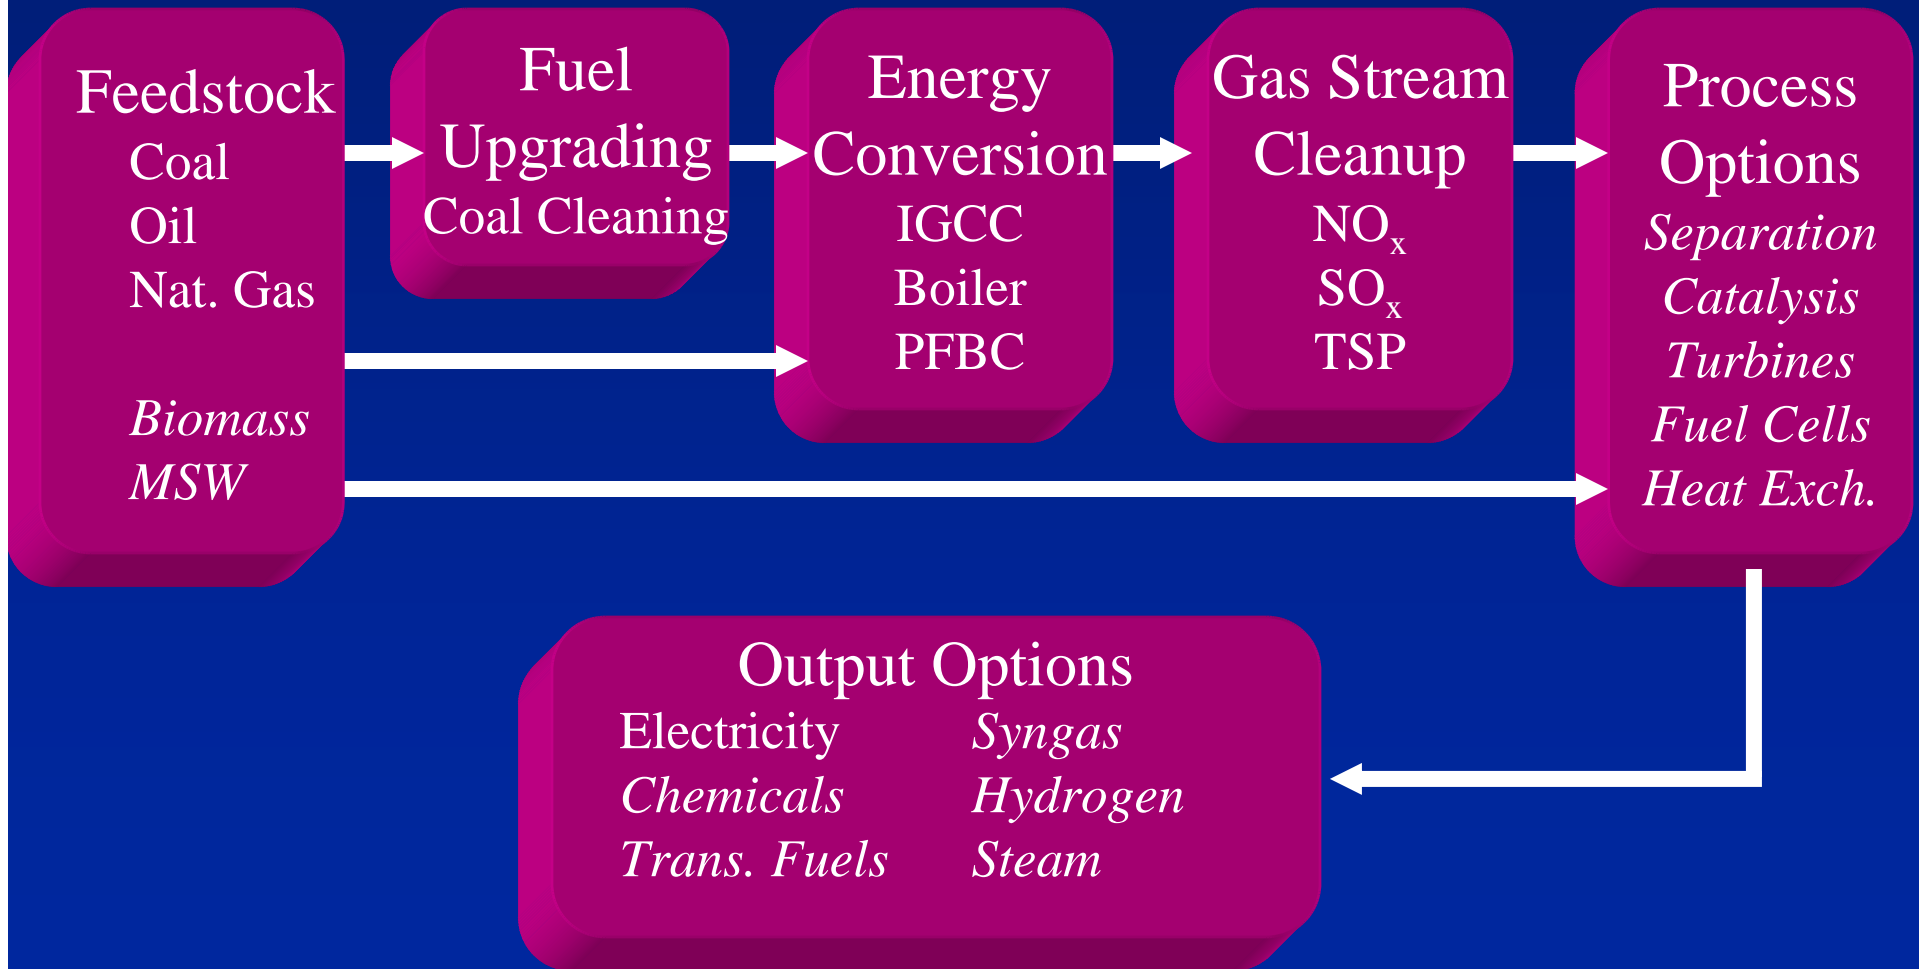 Feedstock
Coal
Oil
Nat. Gas
Biomass
MSW
Fuel
Upgrading
Coal Cleaning
Energy
Conversion
IGCC
Boiler
PFBC
Gas Stream
Cleanup
NOx
SOx
TSP
Process
Options
Separation
Catalysis
Turbines
Fuel Cells
Heat Exch.
Output Options
Electricity
Chemicals
Trans. Fuels
Syngas
Hydrogen
Steam